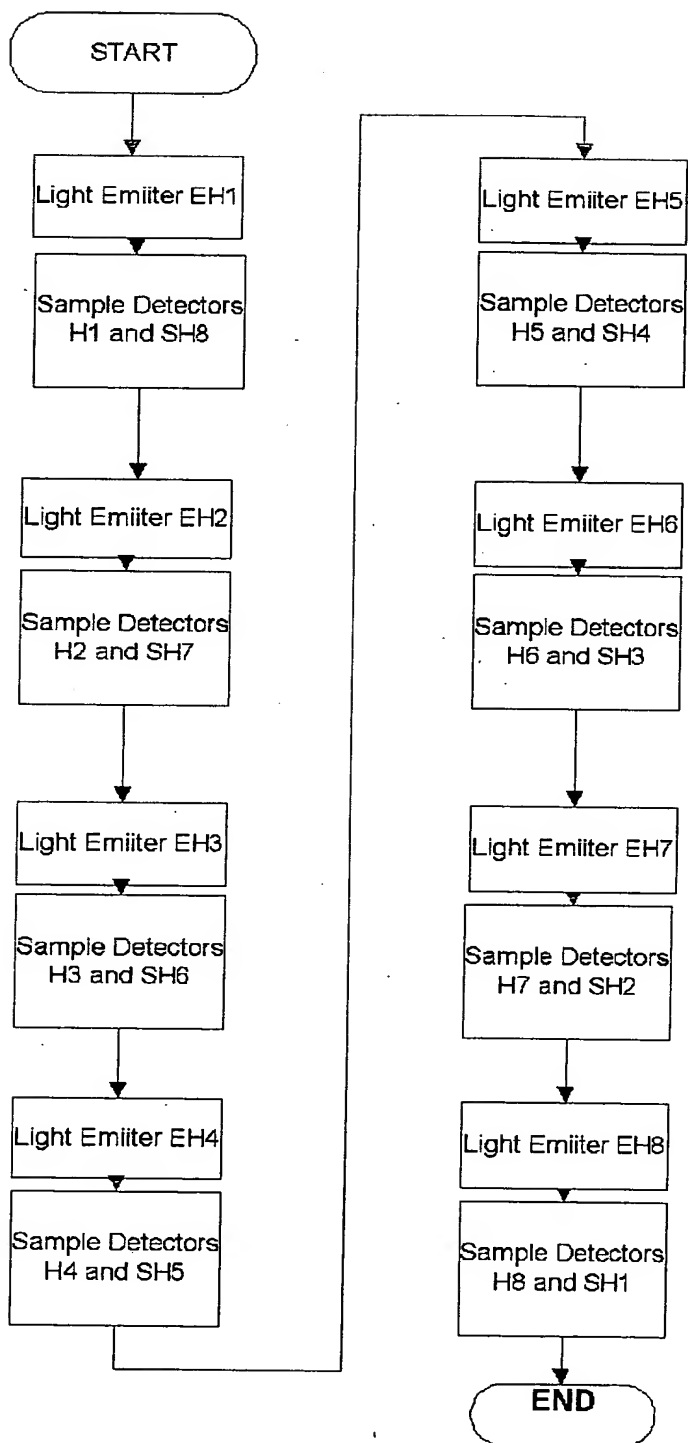 START
Light Emiiter EH1
Sample Detectors
H1 and SH8
Light Emiiter EH2
Sample Detectors
H2 and SH7
Light Emiiter EH3
Sample Detectors
H3 and SH6
Light Emiiter EH4
Sample Detectors
H4 and SH5
Light Emiiter EH5
Sample Detectors
H5 and SH4
Light Emiiter EH6
Sample Detectors
H6 and SH3
Light Emiiter EH7
Sample Detectors
H7 and SH2
Light Emiiter EH8
Sample Detectors
H8 and SH1
END